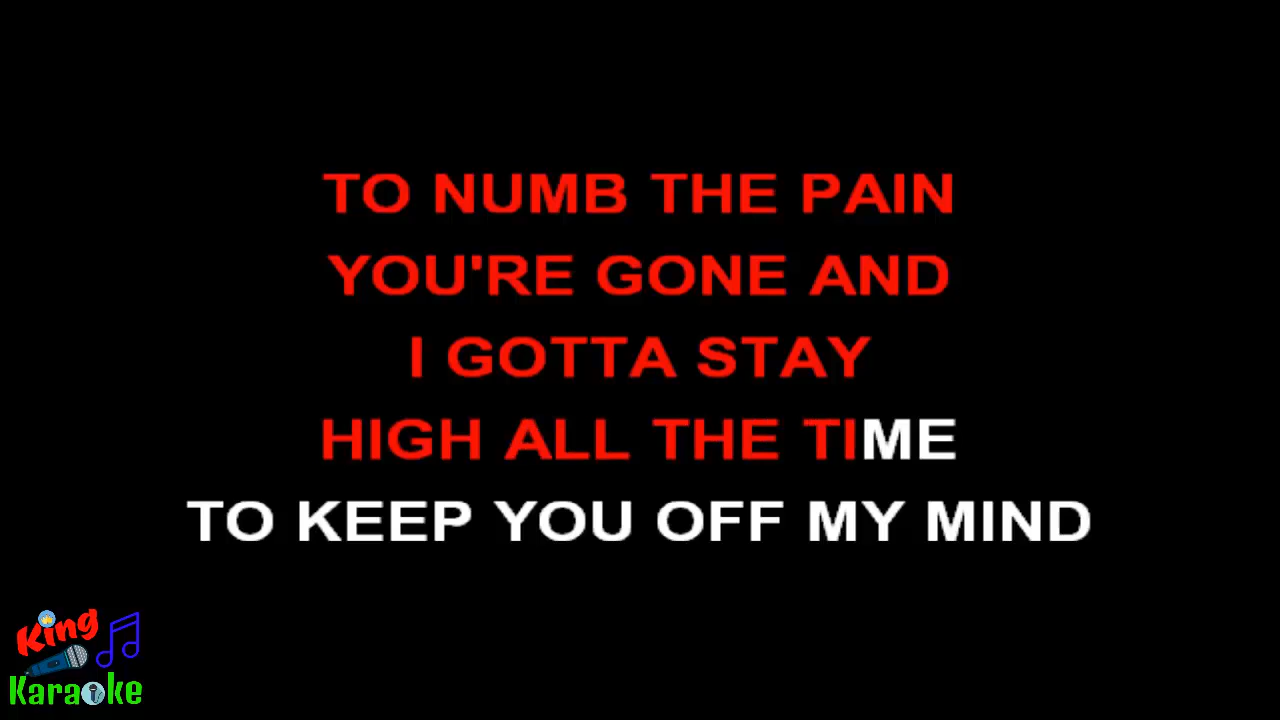 TO NUMB THE PAIN
YOU'RE GONE AND
I GOTTA STAY
HIGH ALL THE TIME
TO KEEP YOU OFF MY MIND
King
Karaoke